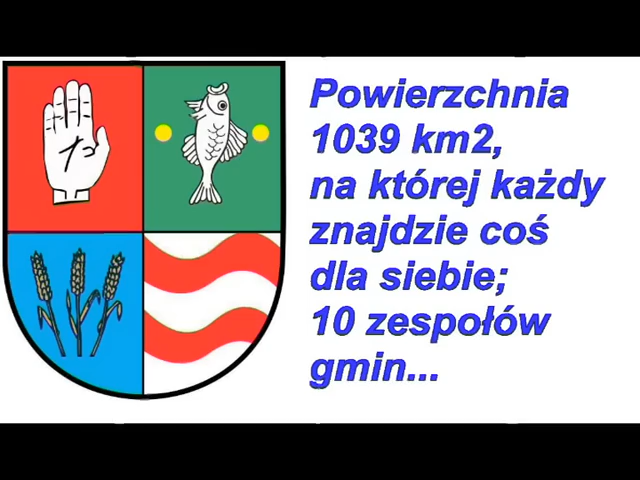 Powierzchnia
1039 km2,
na której każdy
znajdzie coś
dla siebie;
10 zespołów
gmin...